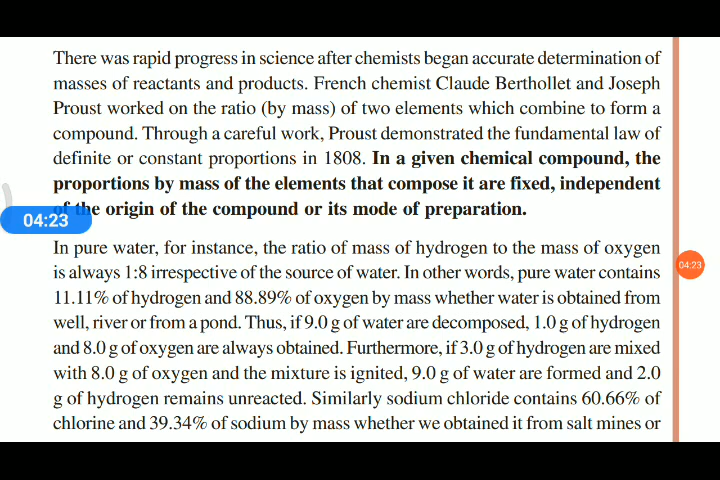 There was rapid progress in science after chemists began accurate determination of
masses of reactants and products. French chemist Claude Berthollet and Joseph
Proust worked on the ratio (by mass) of two elements which combine to form a
compound. Through a careful work, Proust demonstrated the fundamental law of
definite or constant proportions in 1808. In a given chemical compound, the
proportions by mass of the elements that compose it are fixed, independent
of the origin of the compound or its mode of preparation.
04:23
In pure water, for instance, the ratio of mass of hydrogen to the mass of oxygen
is always 1:8 irrespective of the source of water. In other words, pure water contains
04:23
11.11% of hydrogen and 88.89% of oxygen by mass whether water is obtained from
well, river or from a pond. Thus, if 9.0 g of water are decomposed, 1.0 g of hydrogen
and 8.0 g of oxygen are always obtained. Furthermore, if 3.0 g of hydrogen are mixed
with 8.0 g of oxygen and the mixture is ignited, 9.0 g of water are formed and 2.0
g of hydrogen remains unreacted. Similarly sodium chloride contains 60.66% of
chlorine and 39.34% of sodium by mass whether we obtained it from salt mines or